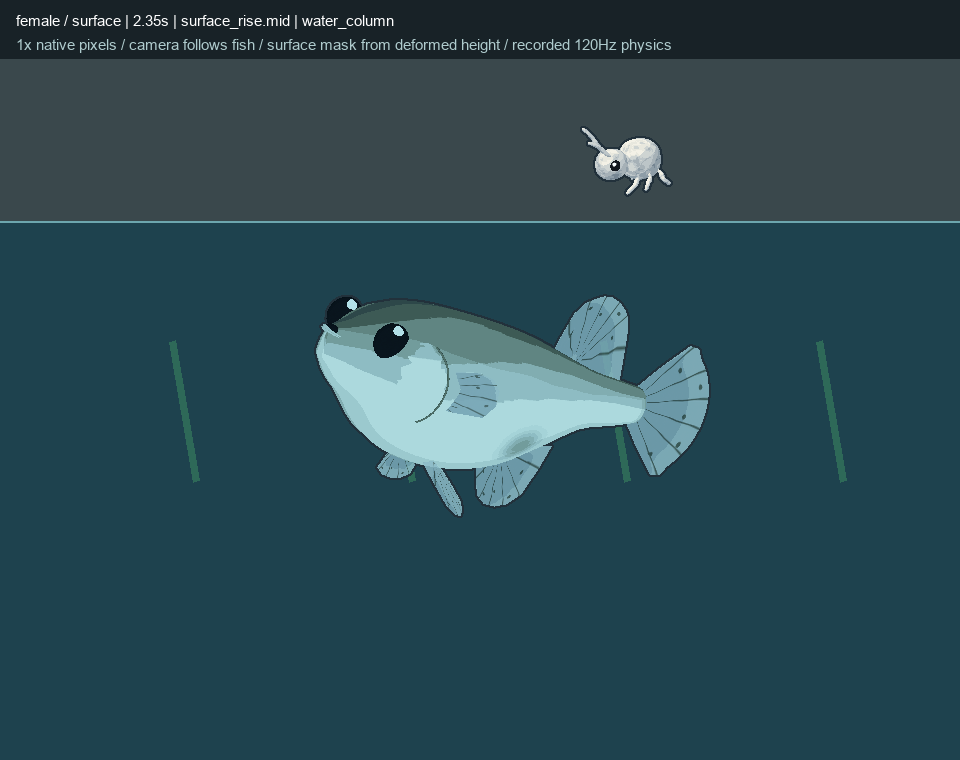 female / surface | 2.35s | surface_rise.mid | water_column
1x native pixels / camera follows fish / surface mask from deformed height / recorded 120Hz physics